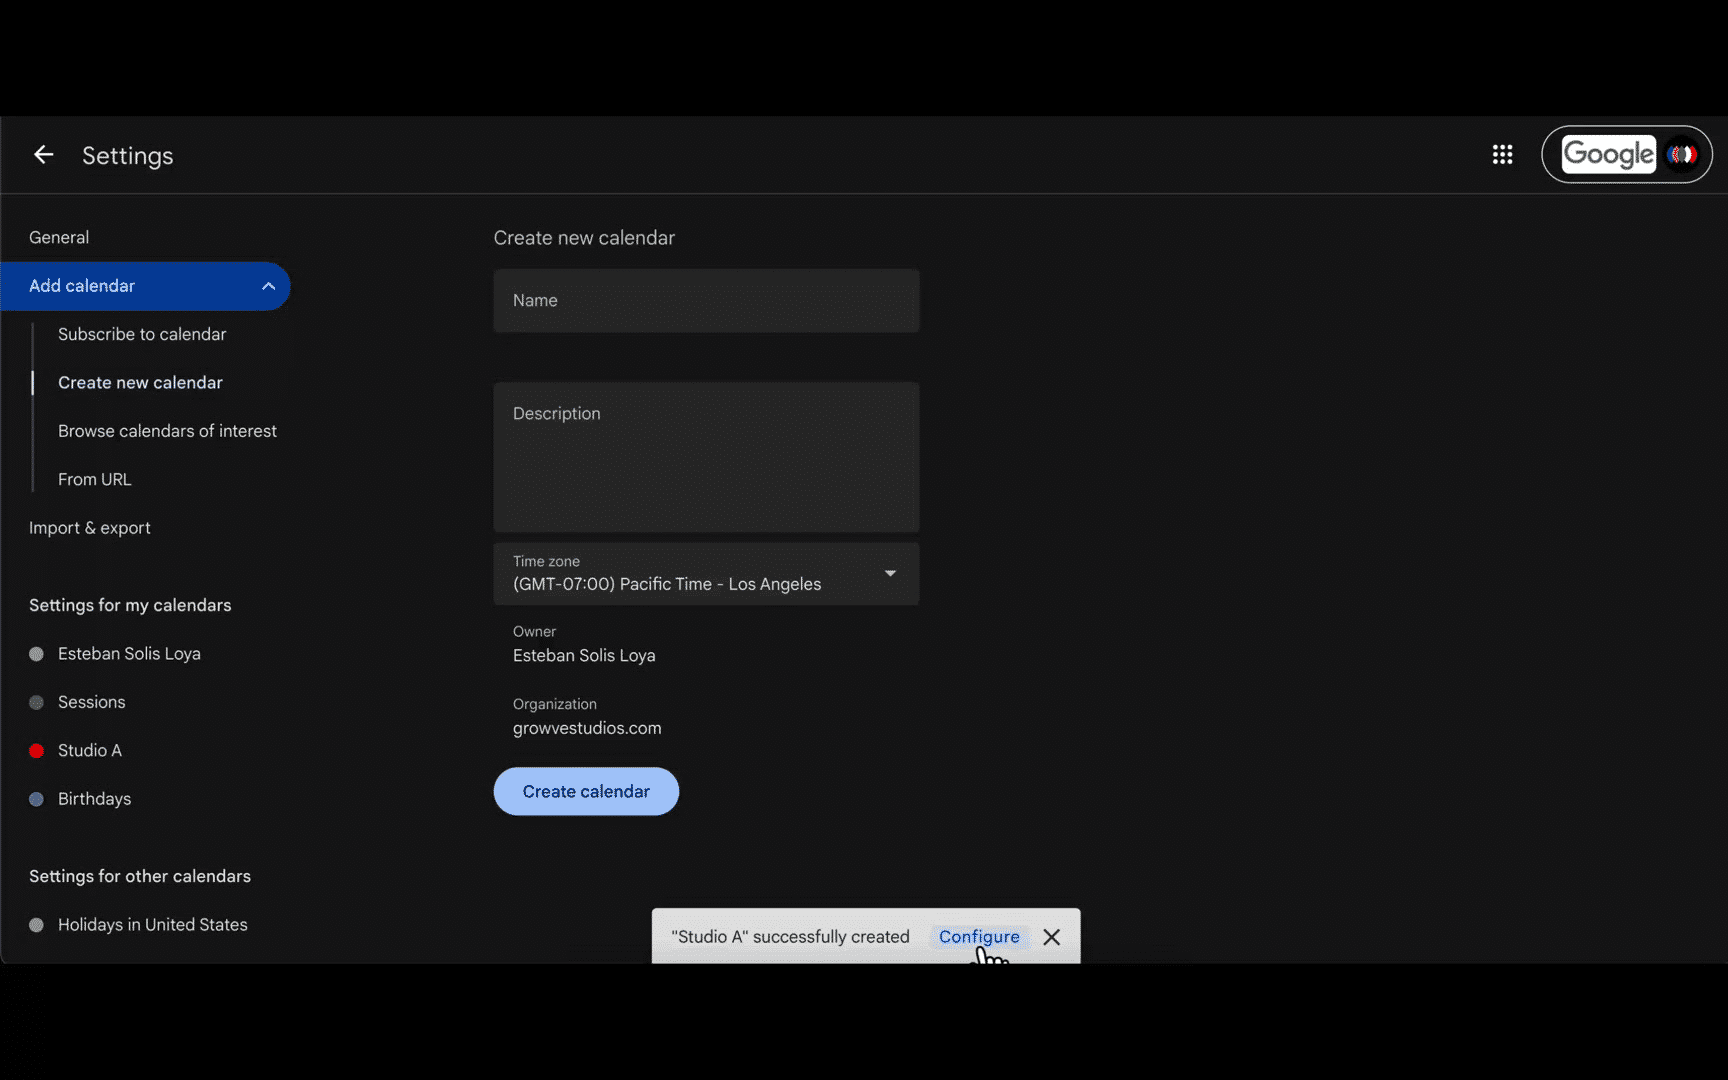 Settings
Google
General
Add calendar
Subscribe to calendar
Create new calendar
Browse calendars of interest
From URL
Import & export
Settings for my calendars
Esteban Solis Loya
Sessions
Studio A
Birthdays
Settings for other calendars
Holidays in United States
Create new calendar
Name
Description
Time zone
(GMT-07:00) Pacific Time - Los Angeles
Owner
Esteban Solis Loya
Organization
growvestudios.com
Create calendar
"Studio A" successfully created Configure